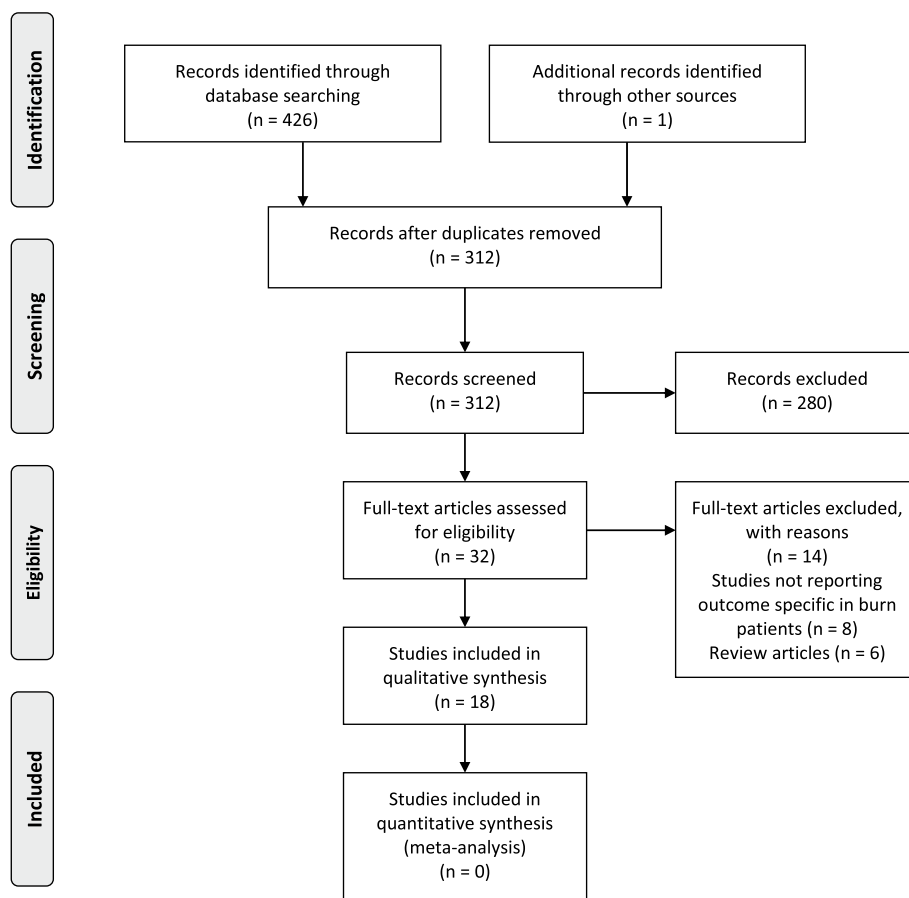 Identification
Records identified through
database searching
(n = 426)
Additional records identified
through other sources
(n = 1)
Records after duplicates removed
(n = 312)
Screening
Records screened
(n = 312)
Records excluded
(n = 280)
Eligibility
Full-text articles assessed
for eligibility
(n = 32)
Full-text articles excluded,
with reasons
(n = 14)
Studies not reporting
outcome specific in burn
patients (n = 8)
Review articles (n = 6)
Studies included in
qualitative synthesis
(n = 18)
Included
Studies included in
quantitative synthesis
(meta-analysis)
(n = 0)